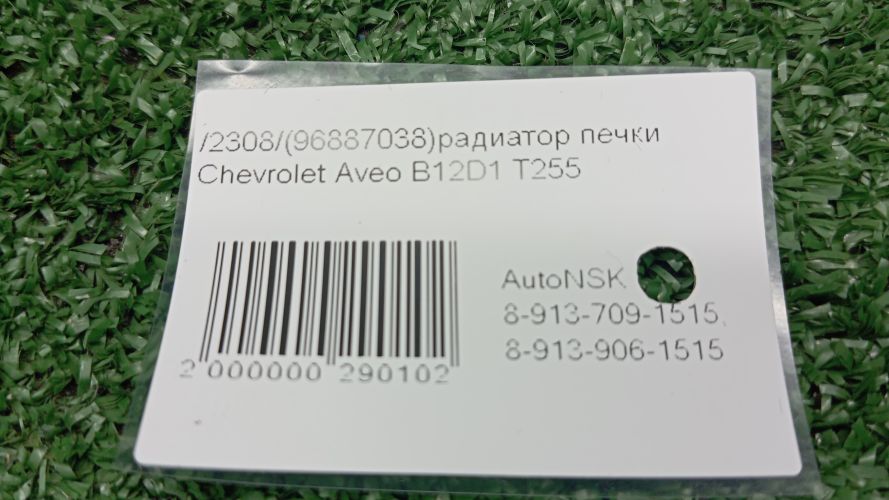 /2308/(96887038)радиатор печки
Chevrolet Aveo B12D1 T255
AutoNSK
8-913-709-1515
8-913-906-1515
2 000000 290102